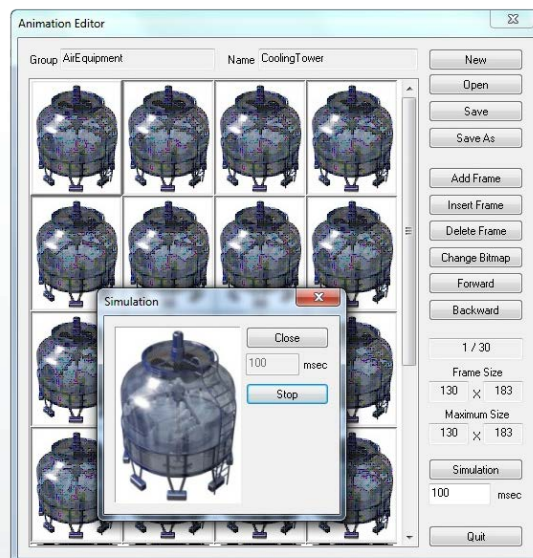 Animation Editor
Group AirEquipment Name CoolingTower
New
Open
Save
Save As
Add Frame
Insert Frame
Delete Frame
Change Bitmap
Forward
Backward
1 / 30
Frame Size
130 X 183
Maximum Size
130 X 183
Simulation
100 msec
Quit
Simulation
Close
100 msec
Stop